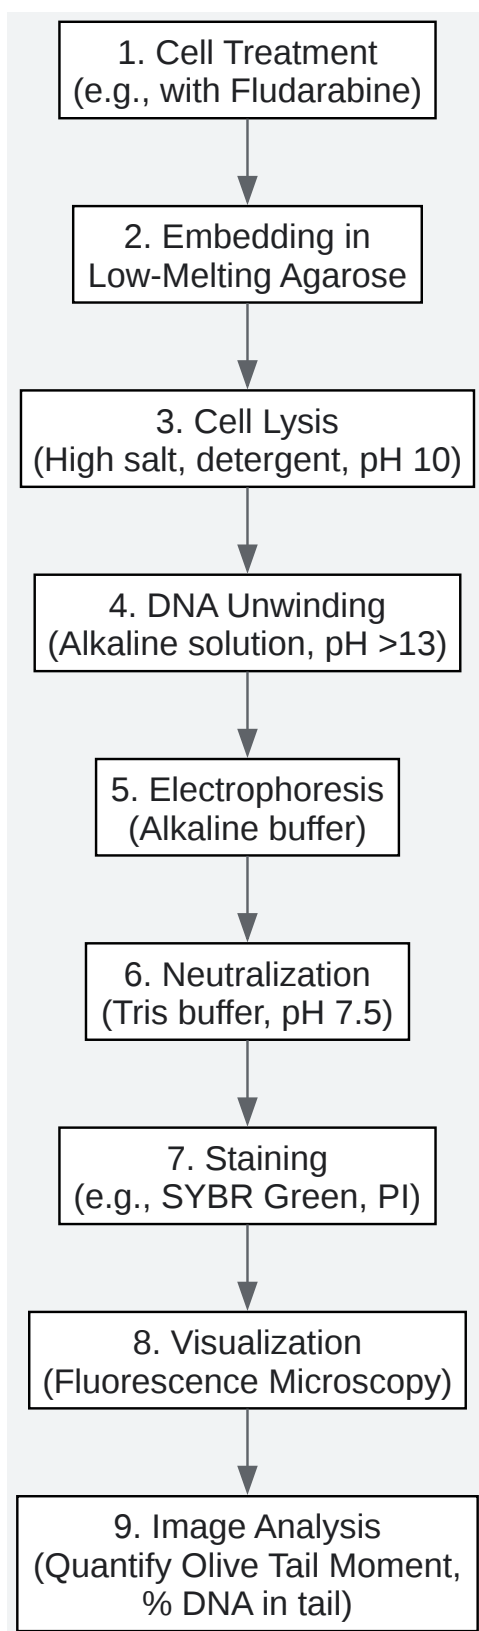 1. Cell Treatment
(e.g., with Fludarabine)
2. Embedding in
Low-Melting Agarose
3. Cell Lysis
(High salt, detergent, pH 10)
4. DNA Unwinding
(Alkaline solution, pH >13)
5. Electrophoresis
(Alkaline buffer)
6. Neutralization
(Tris buffer, pH 7.5)
7. Staining
(e.g., SYBR Green, PI)
8. Visualization
(Fluorescence Microscopy)
9. Image Analysis
(Quantify Olive Tail Moment,
% DNA in tail)